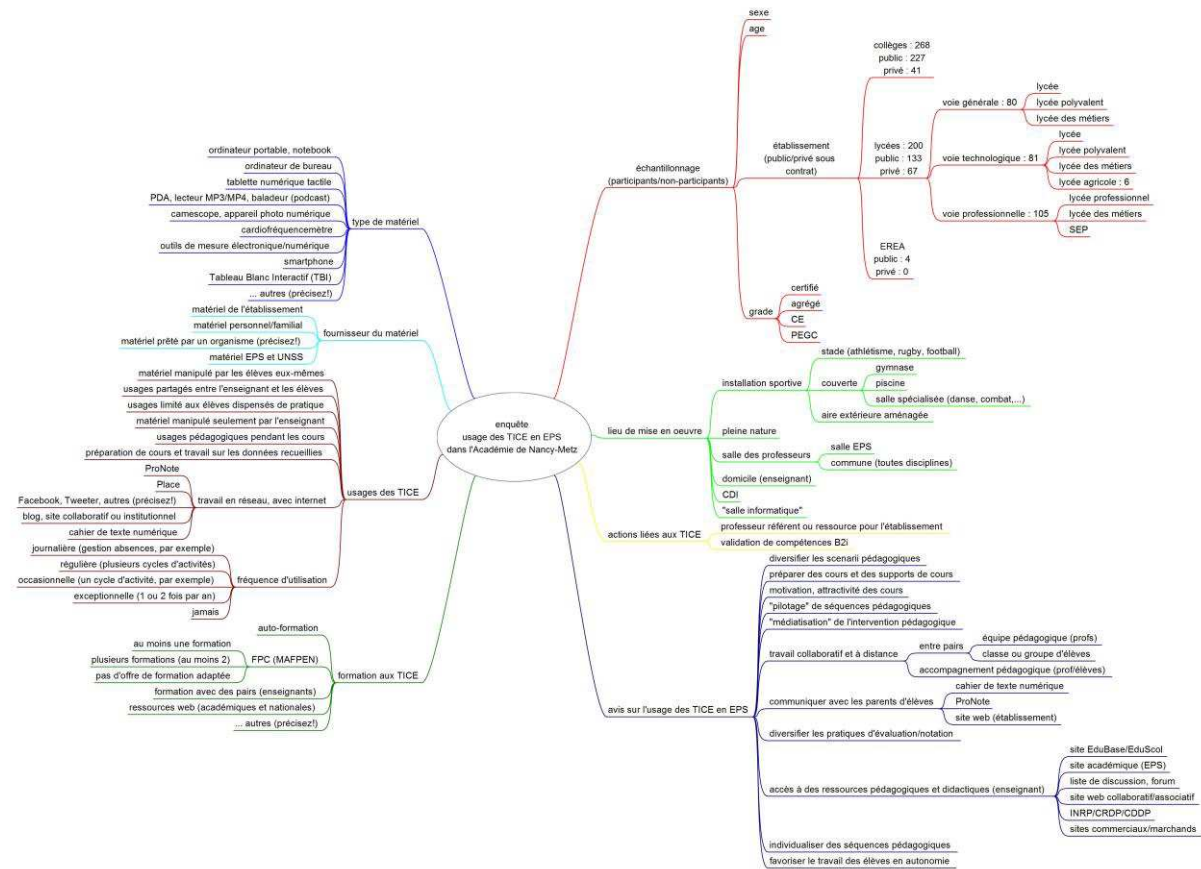 enquête
usage des TICE en EPS
dans l'Académie de Nancy-Metz
type de matériel
ordinateur portable, notebook
ordinateur de bureau
tablette numérique tactile
PDA, lecteur MP3/MP4, baladeur (podcast)
camescope, appareil photo numérique
cardiofréquencemètre
outils de mesure électronique/numérique
smartphone
Tableau Blanc Interactif (TBI)
... autres (précisez!)
fournisseur du matériel
matériel de l'établissement
matériel personnel/familial
matériel prêté par un organisme (précisez!)
matériel EPS et UNSS
usages des TICE
matériel manipulé par les élèves eux-mêmes
usages partagés entre l'enseignant et les élèves
usages limité aux élèves dispensés de pratique
matériel manipulé seulement par l'enseignant
usages pédagogiques pendant les cours
préparation de cours et travail sur les données recueillies
travail en réseau, avec internet
ProNote
Place
Facebook, Tweeter, autres (précisez!)
blog, site collaboratif ou institutionnel
cahier de texte numérique
fréquence d'utilisation
journalière (gestion absences, par exemple)
régulière (plusieurs cycles d'activités)
occasionnelle (un cycle d'activité, par exemple)
exceptionnelle (1 ou 2 fois par an)
jamais
formation aux TICE
auto-formation
FPC (MAFPEN)
au moins une formation
plusieurs formations (au moins 2)
pas d'offre de formation adaptée
formation avec des pairs (enseignants)
ressources web (académiques et nationales)
... autres (précisez!)
échantillonnage
(participants/non-participants)
sexe
age
établissement
(public/privé sous
contrat)
collèges : 268
public : 227
privé : 41
lycées : 200
public : 133
privé : 67
voie générale : 80
lycée
lycée polyvalent
lycée des métiers
voie technologique : 81
lycée
lycée polyvalent
lycée des métiers
lycée agricole : 6
voie professionnelle : 105
lycée professionnel
lycée des métiers
SEP
EREA
public : 4
privé : 0
grade
certifié
agrégé
CE
PEGC
lieu de mise en oeuvre
installation sportive
stade (athlétisme, rugby, football)
couverte
gymnase
piscine
salle spécialisée (danse, combat,...)
aire extérieure aménagée
pleine nature
salle des professeurs
salle EPS
commune (toutes disciplines)
domicile (enseignant)
CDI
"salle informatique"
actions liées aux TICE
professeur référent ou ressource pour l'établissement
validation de compétences B2i
avis sur l'usage des TICE en EPS
diversifier les scenarii pédagogiques
préparer des cours et des supports de cours
motivation, attractivité des cours
"pilotage" de séquences pédagogiques
"médiatisation" de l'intervention pédagogique
travail collaboratif et à distance
entre pairs
équipe pédagogique (profs)
classe ou groupe d'élèves
accompagnement pédagogique (prof/élèves)
communiquer avec les parents d'élèves
cahier de texte numérique
ProNote
site web (établissement)
diversifier les pratiques d'évaluation/notation
accès à des ressources pédagogiques et didactiques (enseignant)
site EduBase/EduScol
site académique (EPS)
liste de discussion, forum
site web collaboratif/associatif
INRP/CRDP/CDDP
sites commerciaux/marchands
individualiser des séquences pédagogiques
favoriser le travail des élèves en autonomie